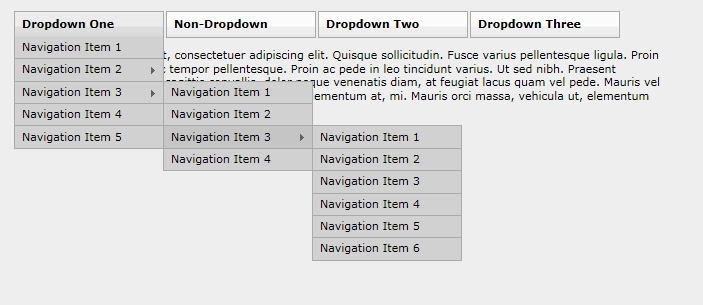 Dropdown One
Non-Dropdown
Dropdown Two
Dropdown Three
Navigation Item 1
Navigation Item 2
Navigation Item 3
Navigation Item 4
Navigation Item 5
consectetuer adipiscing elit. Quisque sollicitudin. Fusce varius pellentesque ligula. Proin
tempor pellentesque. Proin ac pede in leo tincidunt varius. Ut sed nibh. Praesent
venenatis diam, at feugiat lacus quam vel pede. Mauris vel
elementum at, mi. Mauris orci massa, vehicula ut, elementum
Navigation Item 1
Navigation Item 2
Navigation Item 3
Navigation Item 4
Navigation Item 1
Navigation Item 2
Navigation Item 3
Navigation Item 4
Navigation Item 5
Navigation Item 6